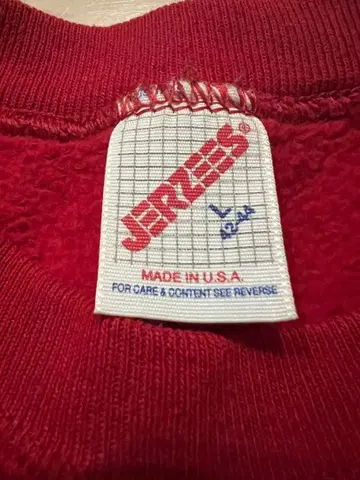 JERZEES®
L
42-44
MADE IN U.S.A.
FOR CARE & CONTENT SEE REVERSE